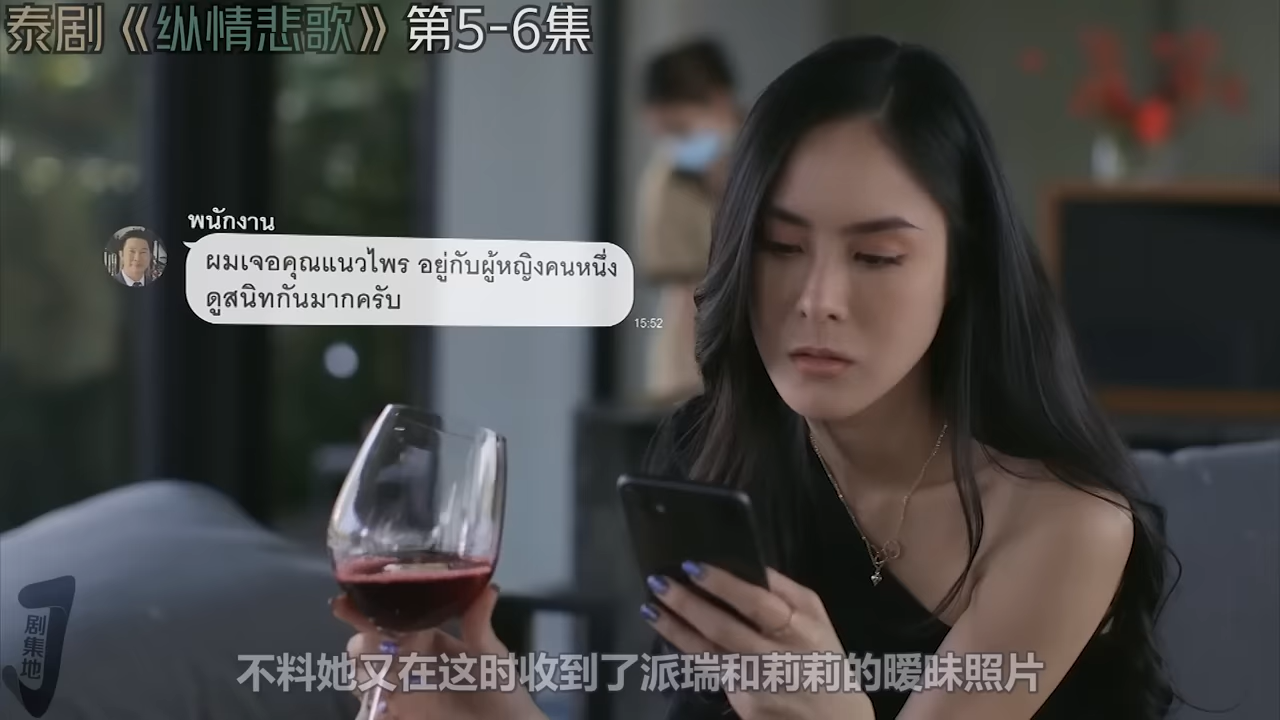 泰剧《纵情悲歌》第5-6集
พนักงาน
ผมเจอคุณแนวไพร อยู่กับผู้หญิงคนหนึ่ง
ดูสนิทกันมากครับ
15:52
剧集地
不料她又在这时收到了派瑞和莉莉的暧昧照片